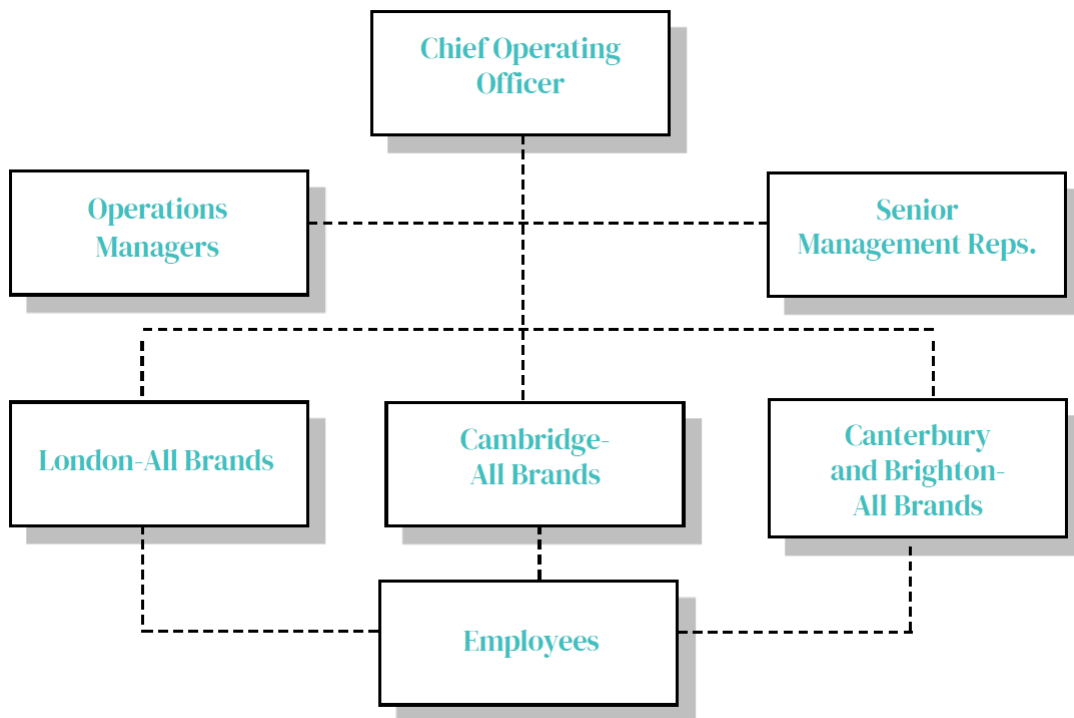 Chief Operating
Officer
Operations
Managers
Senior
Management Reps.
London-All Brands
Cambridge-
All Brands
Canterbury
and Brighton-
All Brands
Employees